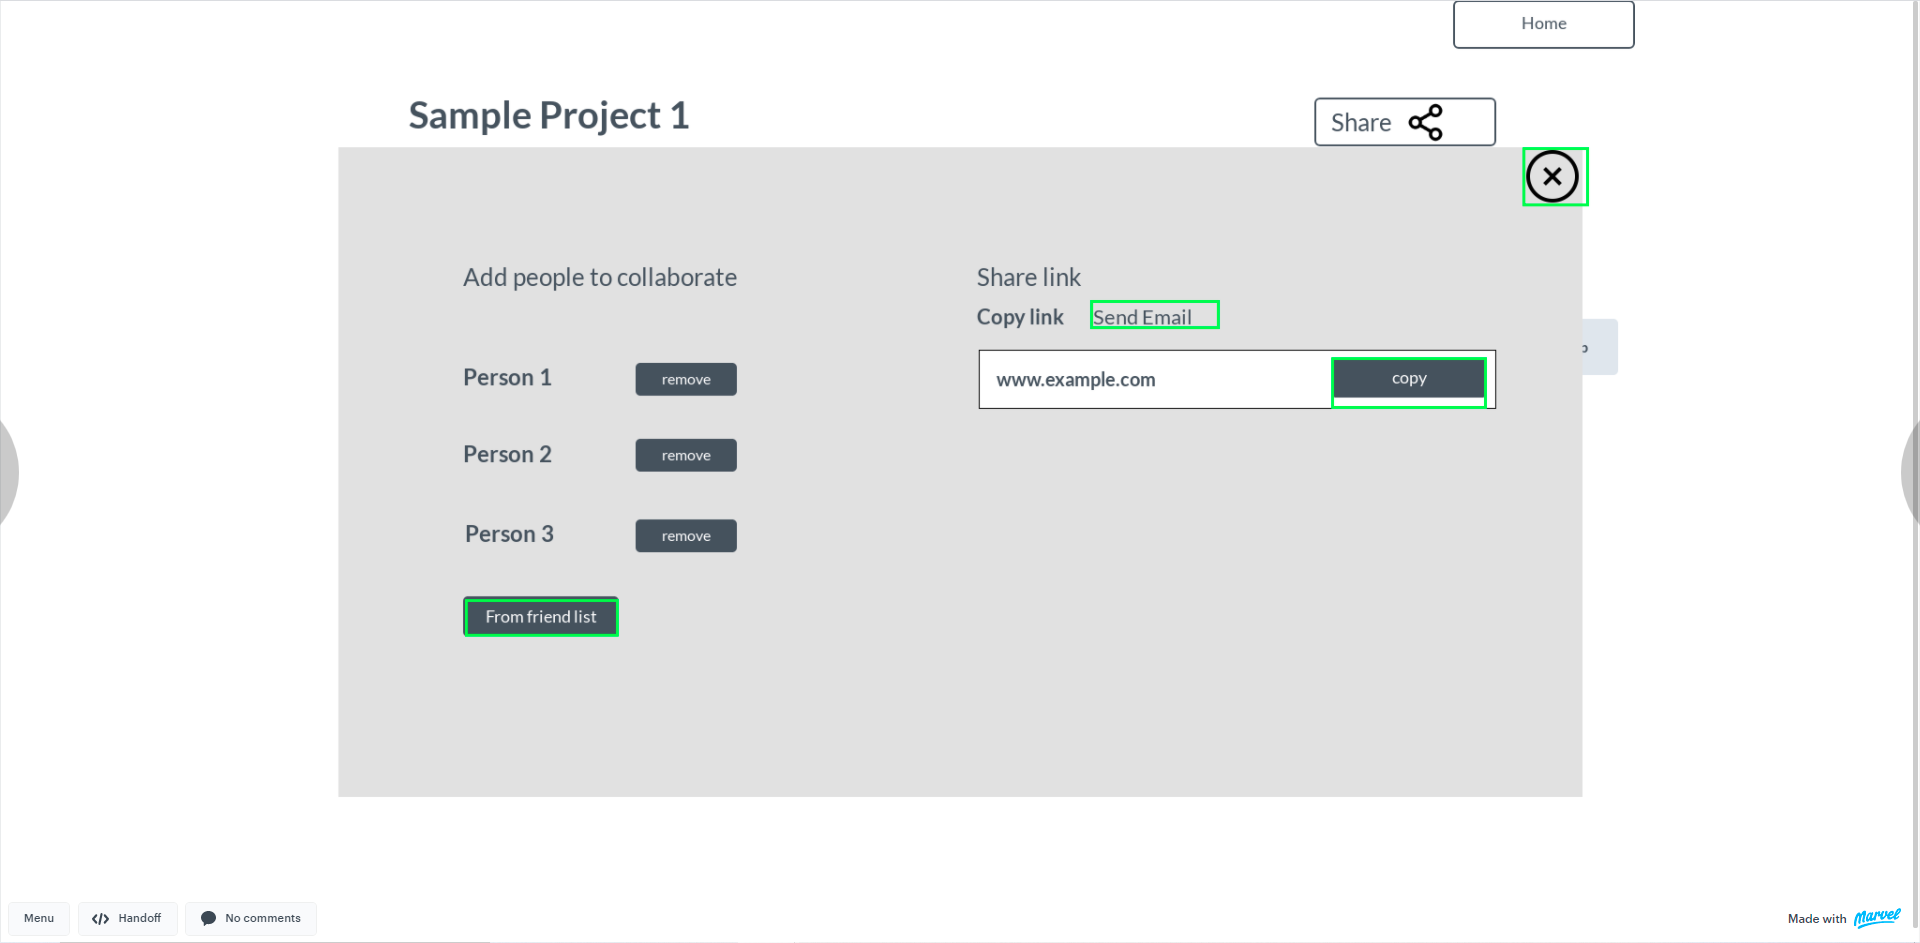 Home
Sample Project 1
Share
Add people to collaborate
Person 1
remove
Person 2
remove
Person 3
remove
From friend list
Share link
Copy link Send Email
www.example.com
copy
Menu
Handoff
No comments
Made with Marvel